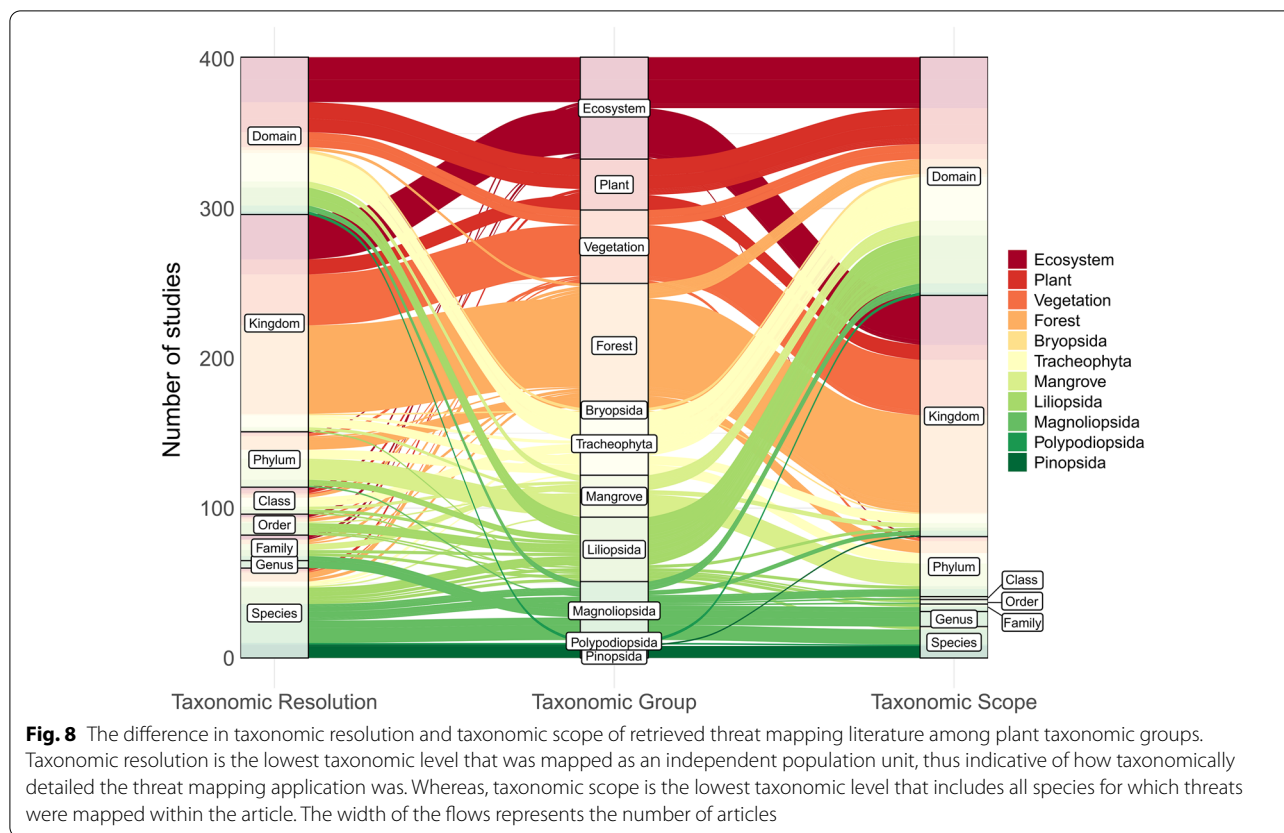 400
300
200
100
0
Number of studies
Domain
Kingdom
Phylum
Class
Order
Family
Genus
Species
Ecosystem
Plant
Vegetation
Forest
Bryopsida
Tracheophyta
Mangrove
Liliopsida
Magnoliopsida
Polypodiopsida
Pinopsida
Domain
Kingdom
Phylum
Class
Order
Family
Genus
Species
Ecosystem
Plant
Vegetation
Forest
Bryopsida
Tracheophyta
Mangrove
Liliopsida
Magnoliopsida
Polypodiopsida
Pinopsida
Taxonomic Resolution
Taxonomic Group
Taxonomic Scope
Fig. 8 The difference in taxonomic resolution and taxonomic scope of retrieved threat mapping literature among plant taxonomic groups.
Taxonomic resolution is the lowest taxonomic level that was mapped as an independent population unit, thus indicative of how taxonomically
detailed the threat mapping application was. Whereas, taxonomic scope is the lowest taxonomic level that includes all species for which threats
were mapped within the article. The width of the flows represents the number of articles